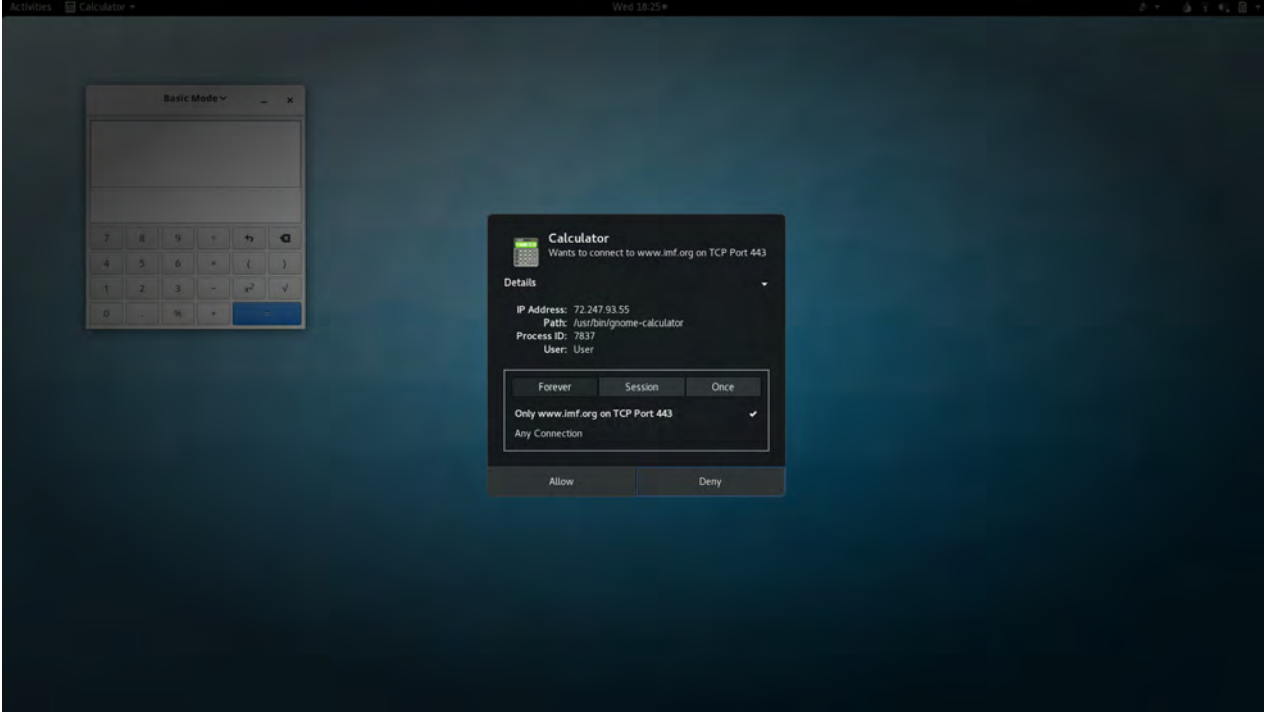 Activities Calculator Wed 18:25
Basic Mode
7 8 9 ÷
4 5 6 × ( )
1 2 3 − x² √
0 . % + =
Calculator
Wants to connect to www.imf.org on TCP Port 443
Details
IP Address: 72.247.93.55
Path: /usr/bin/gnome-calculator
Process ID: 7837
User: User
Forever Session Once
Only www.imf.org on TCP Port 443
Any Connection
Allow Deny